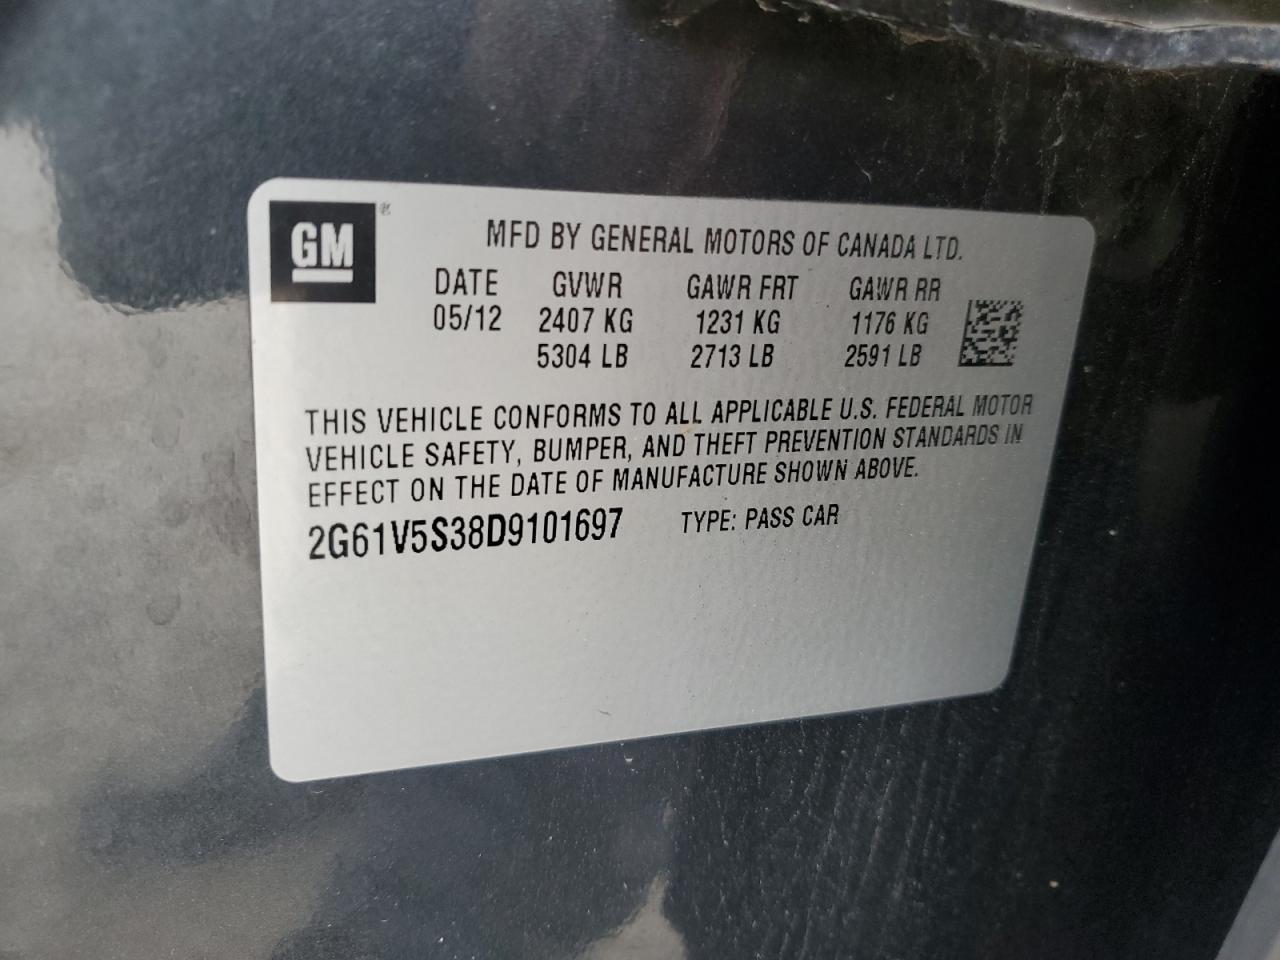 GM®
MFD BY GENERAL MOTORS OF CANADA LTD.
DATE GVWR GAWR FRT GAWR RR
05/12 2407 KG 1231 KG 1176 KG
5304 LB 2713 LB 2591 LB
THIS VEHICLE CONFORMS TO ALL APPLICABLE U.S. FEDERAL MOTOR
VEHICLE SAFETY, BUMPER, AND THEFT PREVENTION STANDARDS IN
EFFECT ON THE DATE OF MANUFACTURE SHOWN ABOVE.
2G61V5S38D9101697 TYPE: PASS CAR